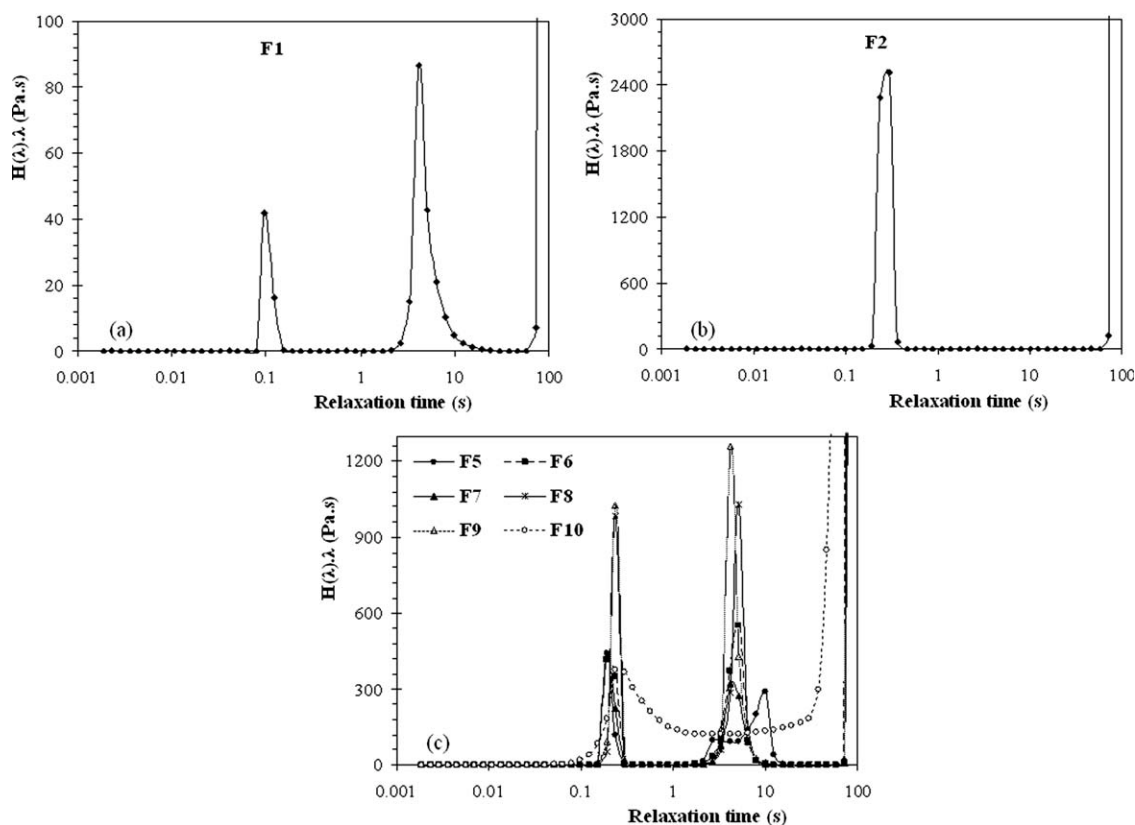 F1
H(λ).λ (Pa.s)
100
80
60
40
20
0
(a)
0.001 0.01 0.1 1 10 100
Relaxation time (s)
F2
H(λ).λ (Pa.s)
3000
2400
1800
1200
600
0
(b)
0.001 0.01 0.1 1 10 100
Relaxation time (s)
H(λ).λ (Pa.s)
1200
900
600
300
0
F5 F6
F7 F8
F9 F10
(c)
0.001 0.01 0.1 1 10 100
Relaxation time (s)